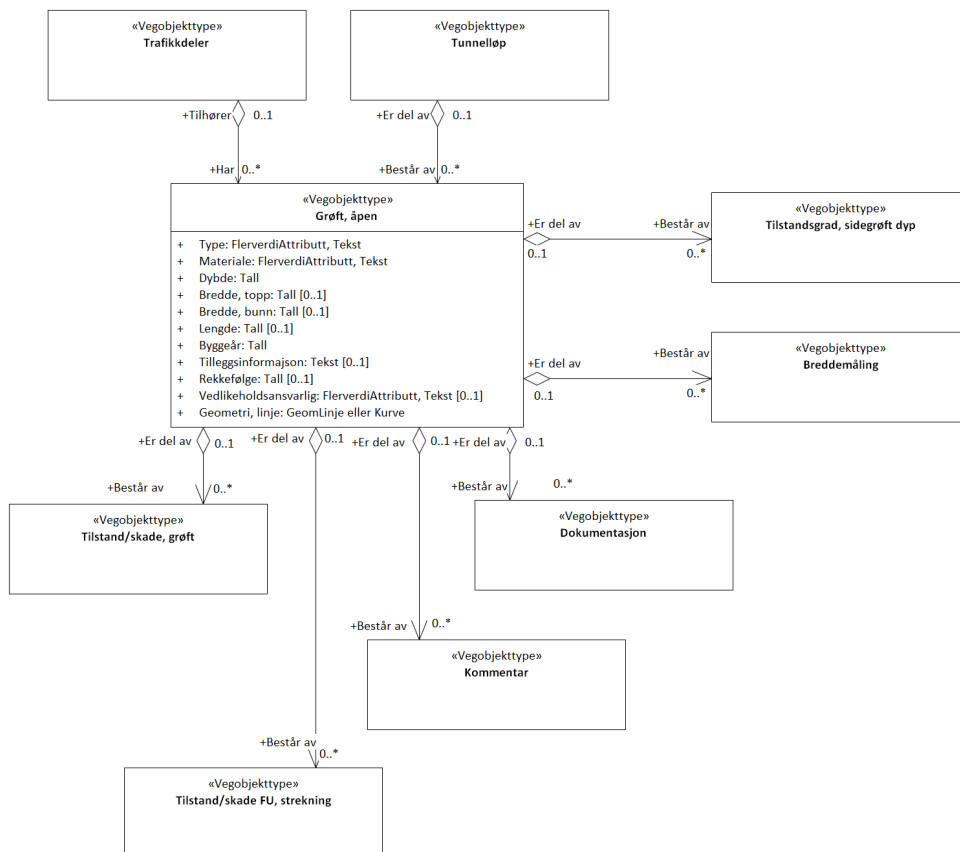 «Vegobjekttype»
Trafikkdeler
«Vegobjekttype»
Tunnelløp
+Tilhører
0..1
+Er del av
0..1
+Har
0..*
+Består av
0..*
«Vegobjekttype»
Grøft, åpen
+ Type: FlerverdiAttributt, Tekst
+ Materiale: FlerverdiAttributt, Tekst
+ Dybde: Tall
+ Bredde, topp: Tall [0..1]
+ Bredde, bunn: Tall [0..1]
+ Lengde: Tall [0..1]
+ Byggeår: Tall
+ Tilleggsinformajson: Tekst [0..1]
+ Rekkefølge: Tall [0..1]
+ Vedlikeholdsansvarlig: FlerverdiAttributt, Tekst [0..1]
+ Geometri, linje: GeomLinje eller Kurve
+Er del av
0..1
+Består av
0..*
«Vegobjekttype»
Tilstandsgrad, sidegrøft dyp
+Er del av
0..1
+Består av
0..*
«Vegobjekttype»
Breddemåling
+Er del av
0..1
+Er del av
0..1
+Er del av
0..1
+Er del av
0..1
+Består av
0..*
«Vegobjekttype»
Tilstand/skade, grøft
+Består av
0..*
«Vegobjekttype»
Dokumentasjon
+Består av
0..*
«Vegobjekttype»
Kommentar
+Består av
0..*
«Vegobjekttype»
Tilstand/skade FU, strekning